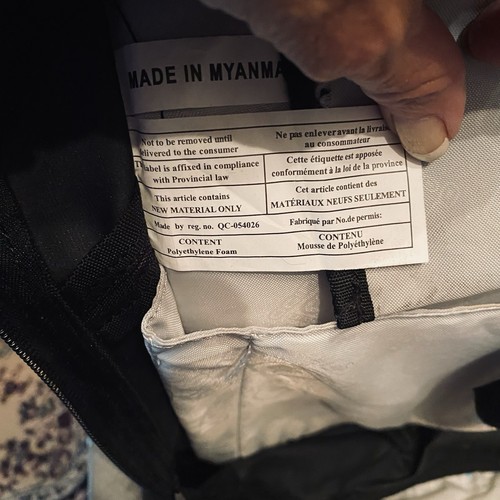 MADE IN MYANMA
Not to be removed until
delivered to the consumer
Ne pas enlever avant la livrais
au consommateur
label is affixed in compliance
with Provincial law
Cette étiquette est apposée
conformément à la loi de la province
This article contains
NEW MATERIAL ONLY
Cet article contient des
MATÉRIAUX NEUFS SEULEMENT
Made by reg. no. QC-054026
Fabriqué par No.de permis:
CONTENT
Polyethylene Foam
CONTENU
Mousse de Polyéthylène